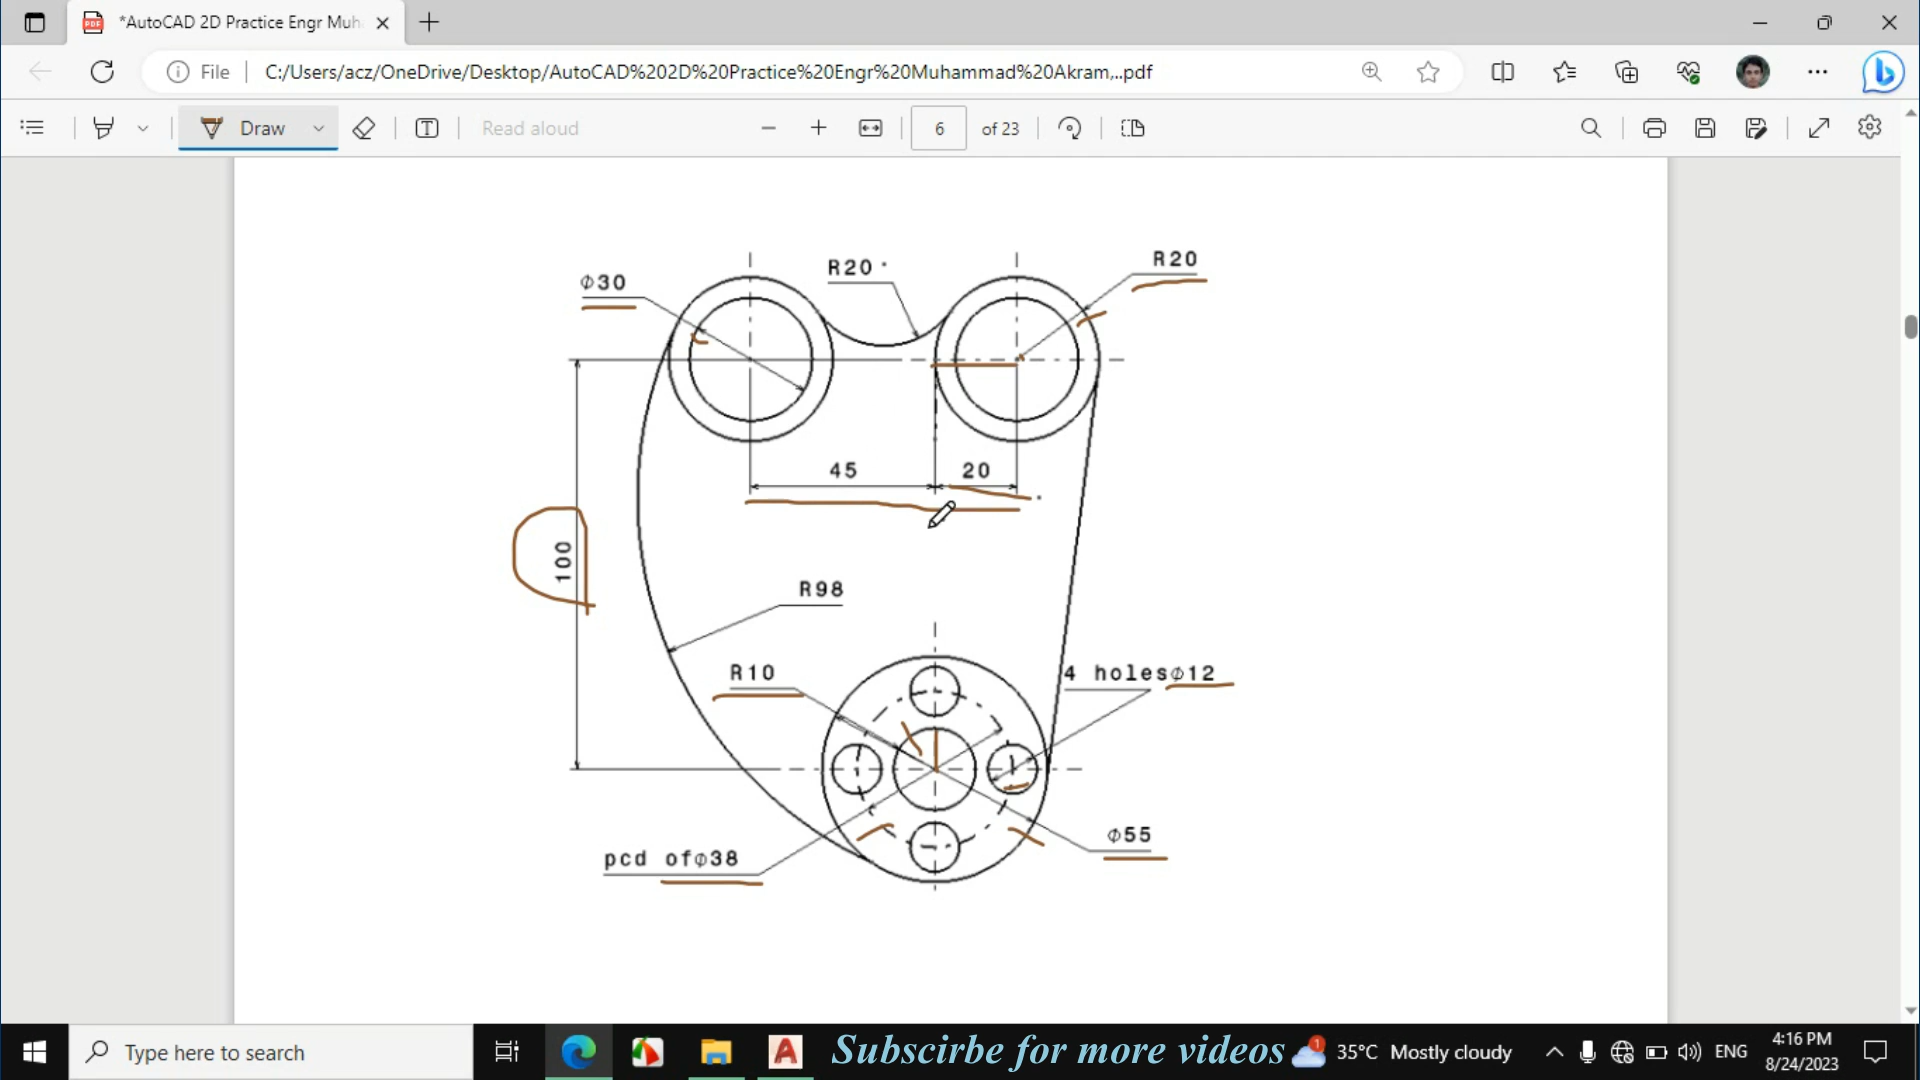 *AutoCAD 2D Practice Engr Muh
File
C:/Users/acz/OneDrive/Desktop/AutoCAD%202D%20Practice%20Engr%20Muhammad%20Akram,..pdf
Draw
Read aloud
6
of 23
R20
R20
Φ30
45
20
100
R98
R10
4 holesΦ12
Φ55
pcd ofΦ38
Type here to search
Subscirbe for more videos
1
35°C Mostly cloudy
ENG
4:16 PM
8/24/2023